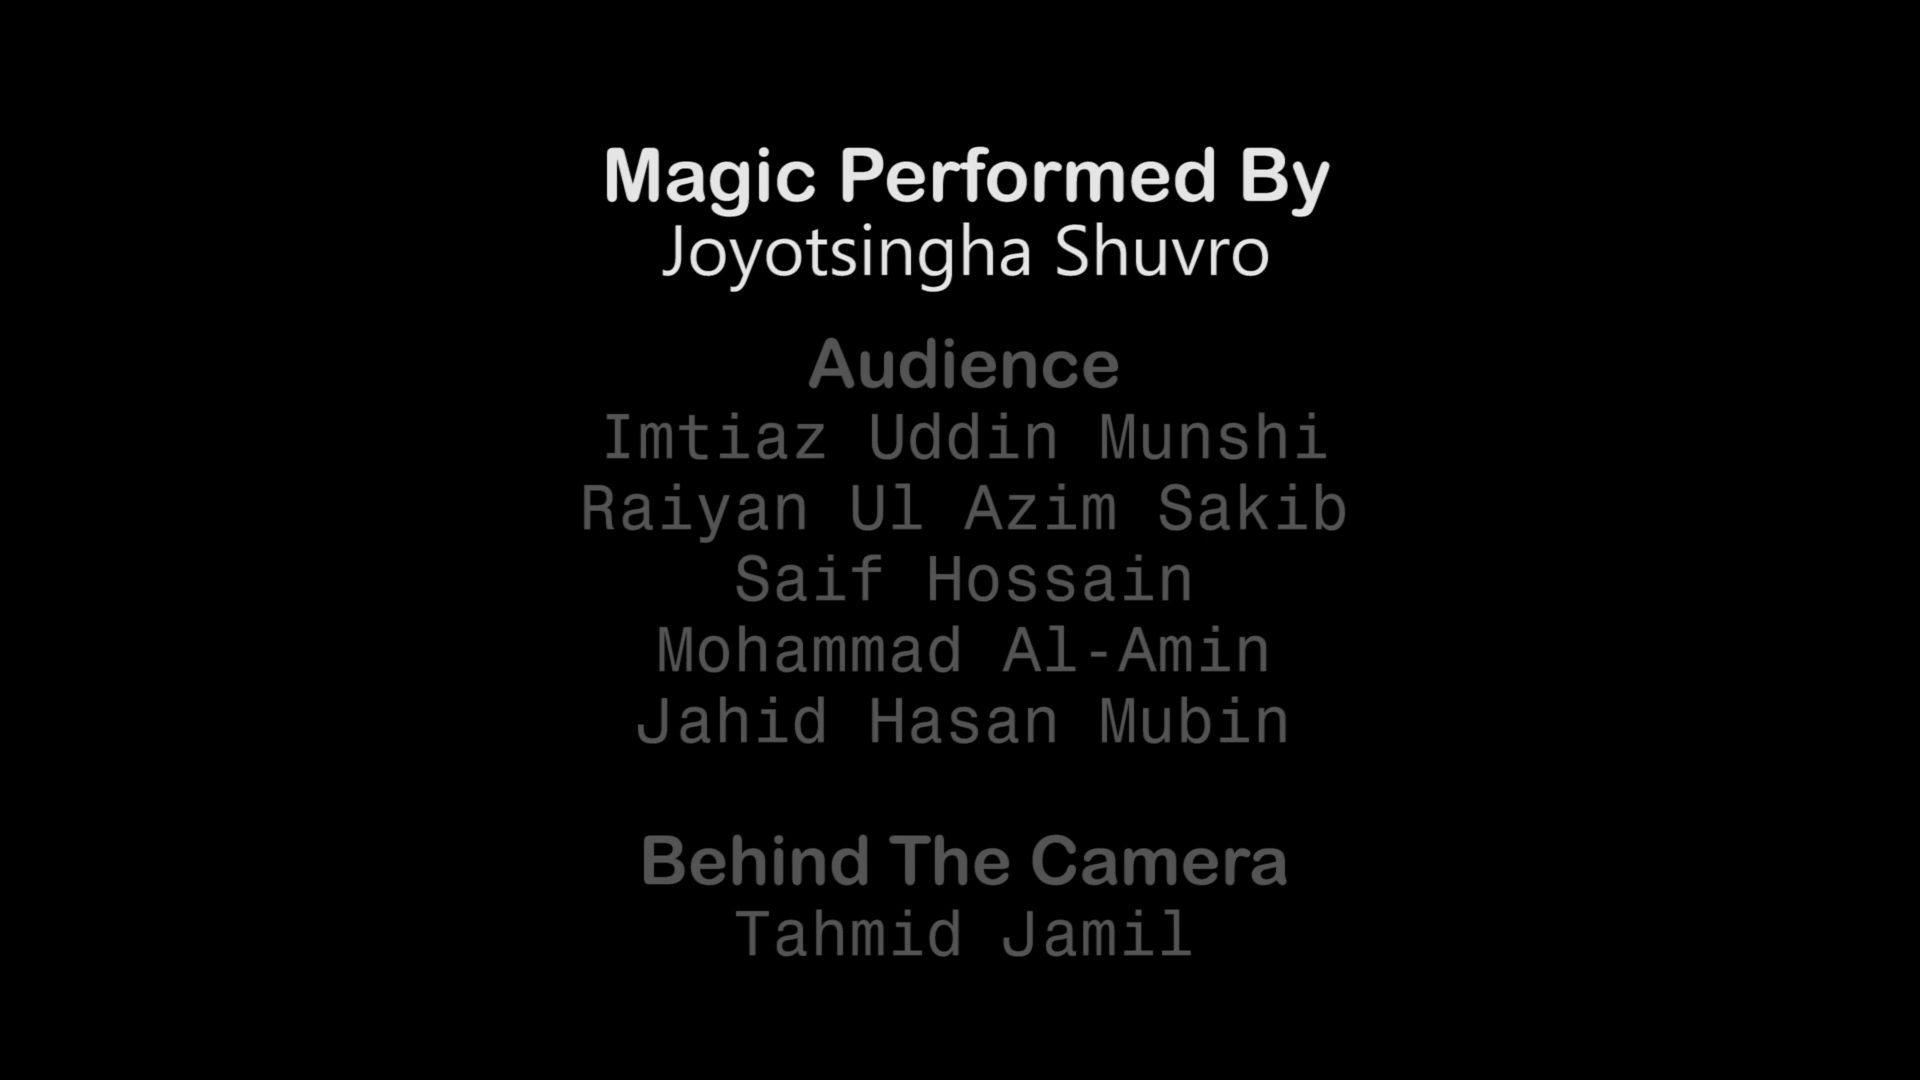 Magic Performed By
Joyotsingha Shuvro
Audience
Imtiaz Uddin Munshi
Raiyan Ul Azim Sakib
Saif Hossain
Mohammad Al-Amin
Jahid Hasan Mubin
Behind The Camera
Tahmid Jamil